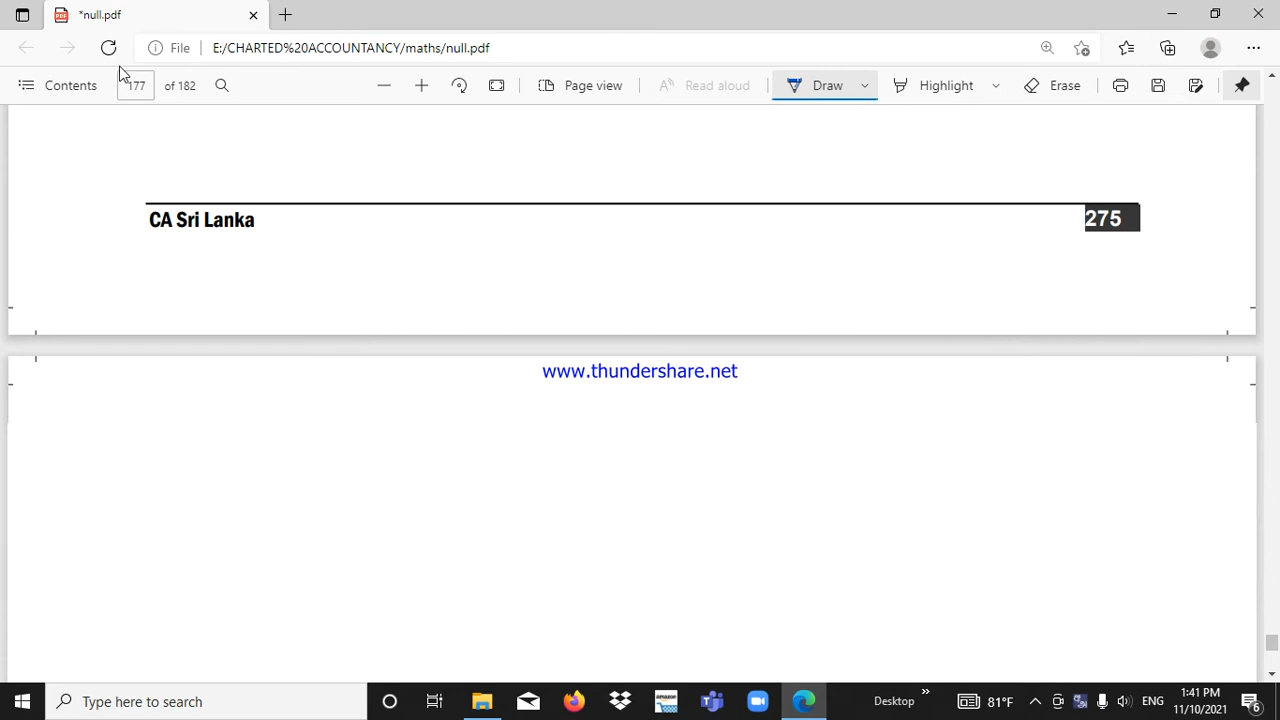 *null.pdf
File E:/CHARTED%20ACCOUNTANCY/maths/null.pdf
Contents 177 of 182 Page view Read aloud Draw Highlight Erase
CA Sri Lanka 275
www.thundershare.net
Type here to search
amazon
Desktop 81°F ENG 1:41 PM
11/10/2021 6